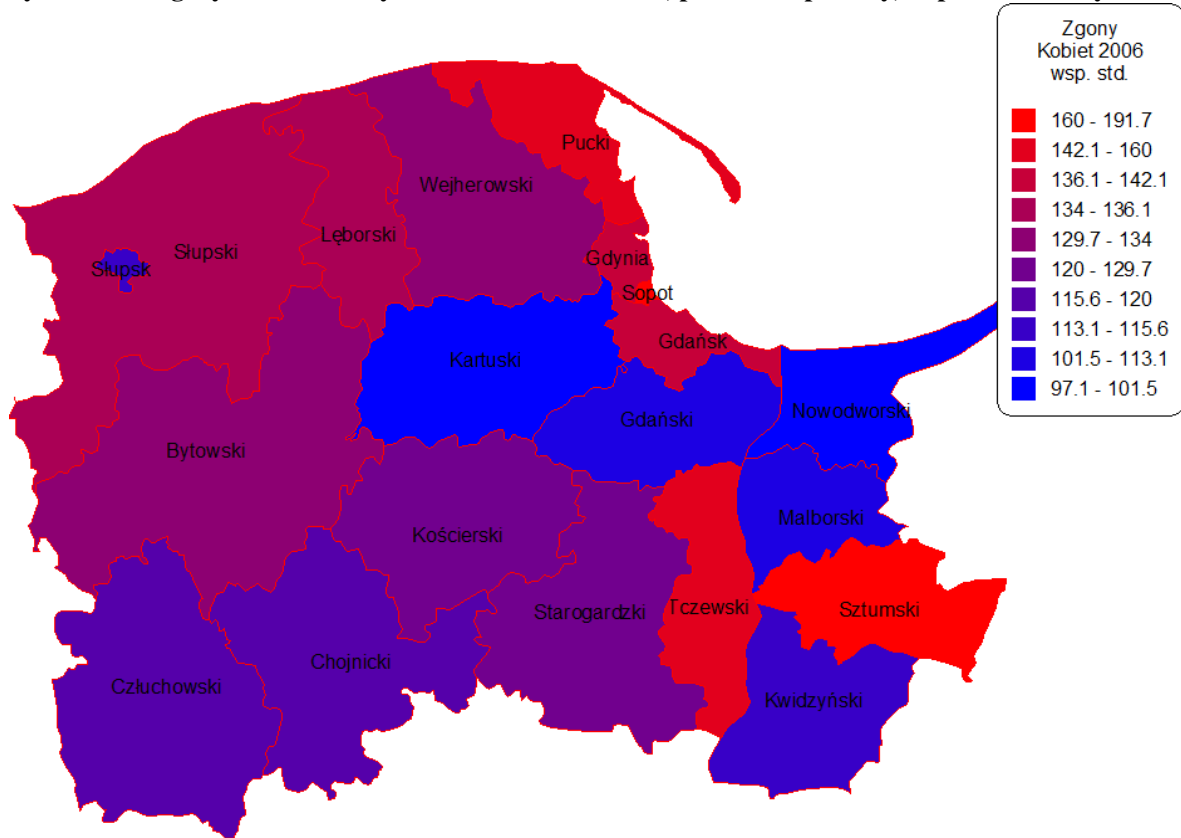 Zgony
Kobiet 2006
wsp. std.
160 - 191.7
142.1 - 160
136.1 - 142.1
134 - 136.1
129.7 - 134
120 - 129.7
115.6 - 120
113.1 - 115.6
101.5 - 113.1
97.1 - 101.5
Pucki
Wejherowski
Lęborski
Słupski
Słupsk
Gdynia
Sopot
Gdańsk
Kartuski
Gdański
Nowodworski
Bytowski
Malborski
Kościerski
Starogardzki
Tczewski
Sztumski
Chojnicki
Człuchowski
Kwidzyński